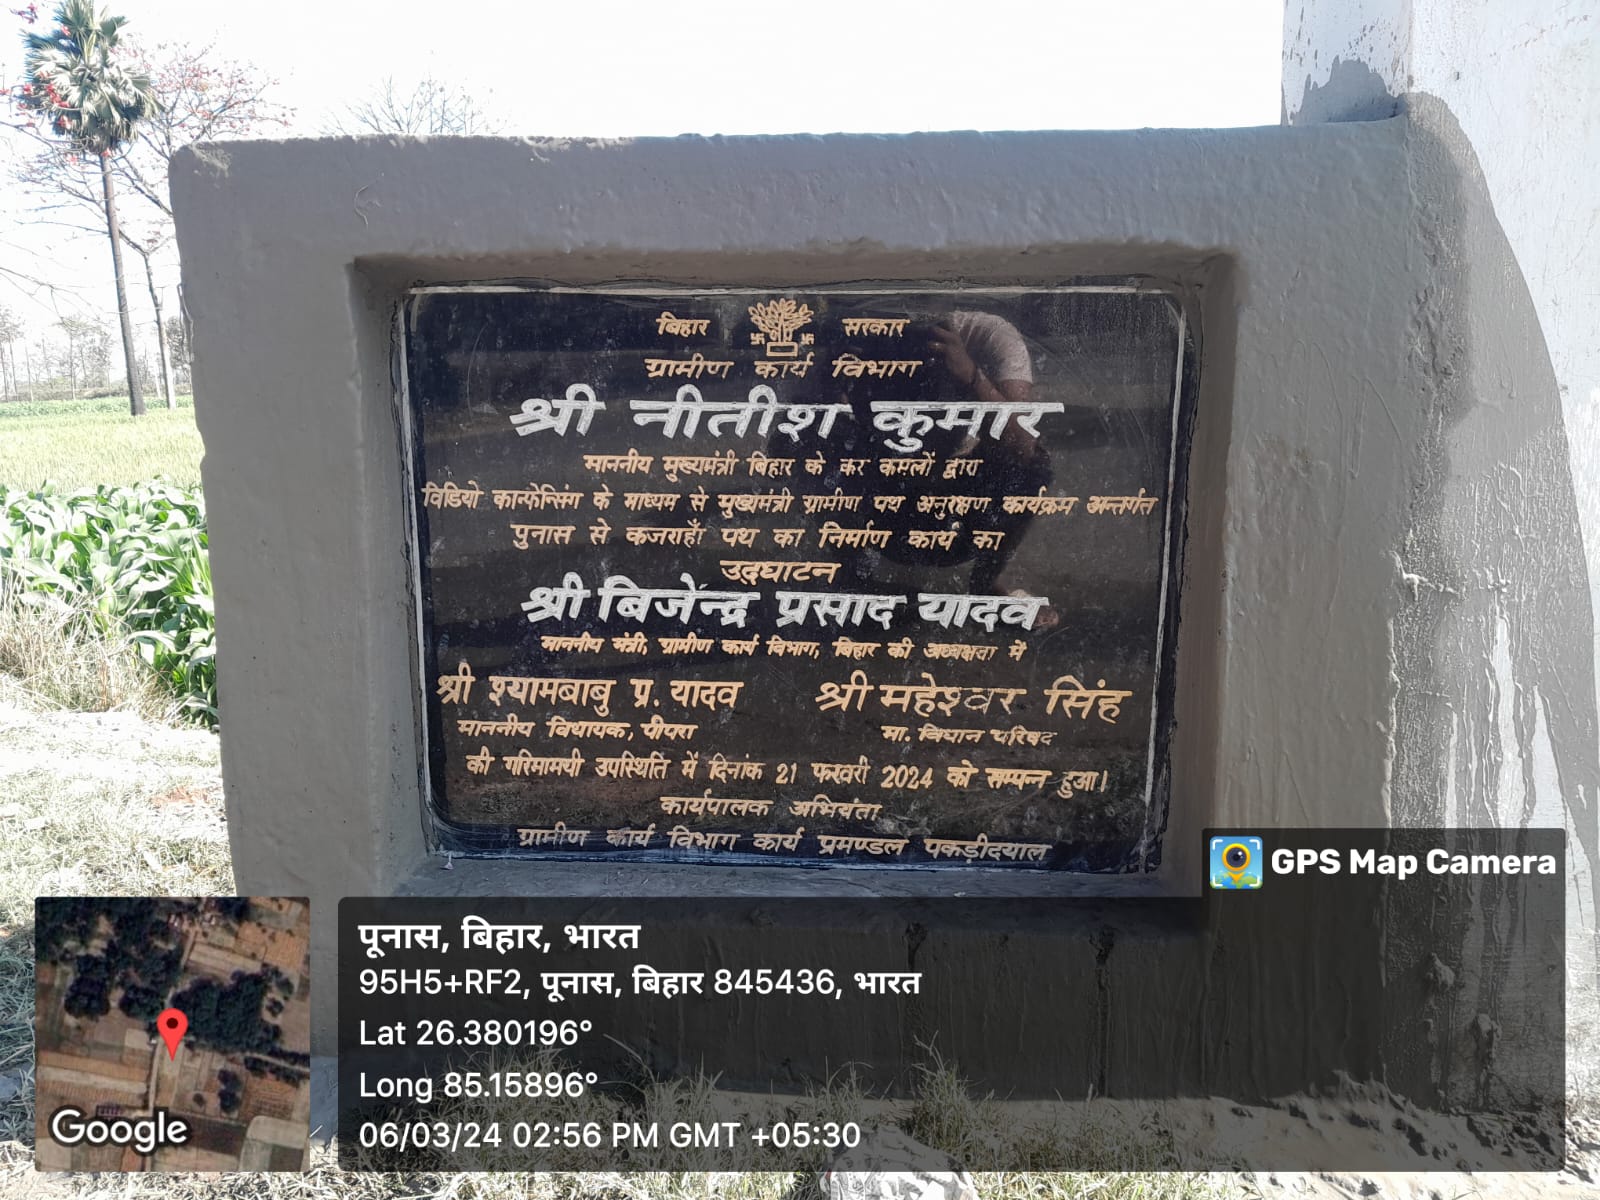 बिहार सरकार
ग्रामीण कार्य विभाग
श्री नीतीश कुमार
माननीय मुख्यमंत्री बिहार के कर कमलों द्वारा
विडियो कान्फेन्सिंग के माध्यम से मुख्यमंत्री ग्रामीण पथ अनुरक्षण कार्यक्रम अन्तर्गत
पुनास से कजराहाँ पथ का निर्माण कार्य का
उद्घाटन
श्री बिजेन्द्र प्रसाद यादव
माननीय मंत्री, ग्रामीण कार्य विभाग, बिहार की अध्यक्षता में
श्री श्यामबाबु प्र. यादव श्री महेश्वर सिंह
माननीय विधायक, पीपरा मा. विधान परिषद
की गरिमामयी उपस्थिति में दिनांक 21 फरवरी 2024 को सम्पन्न हुआ।
कार्यपालक अभियंता
ग्रामीण कार्य विभाग कार्य प्रमण्डल पकड़ीदयाल
GPS Map Camera
पूनास, बिहार, भारत
95H5+RF2, पूनास, बिहार 845436, भारत
Lat 26.380196°
Long 85.15896°
06/03/24 02:56 PM GMT +05:30
Google